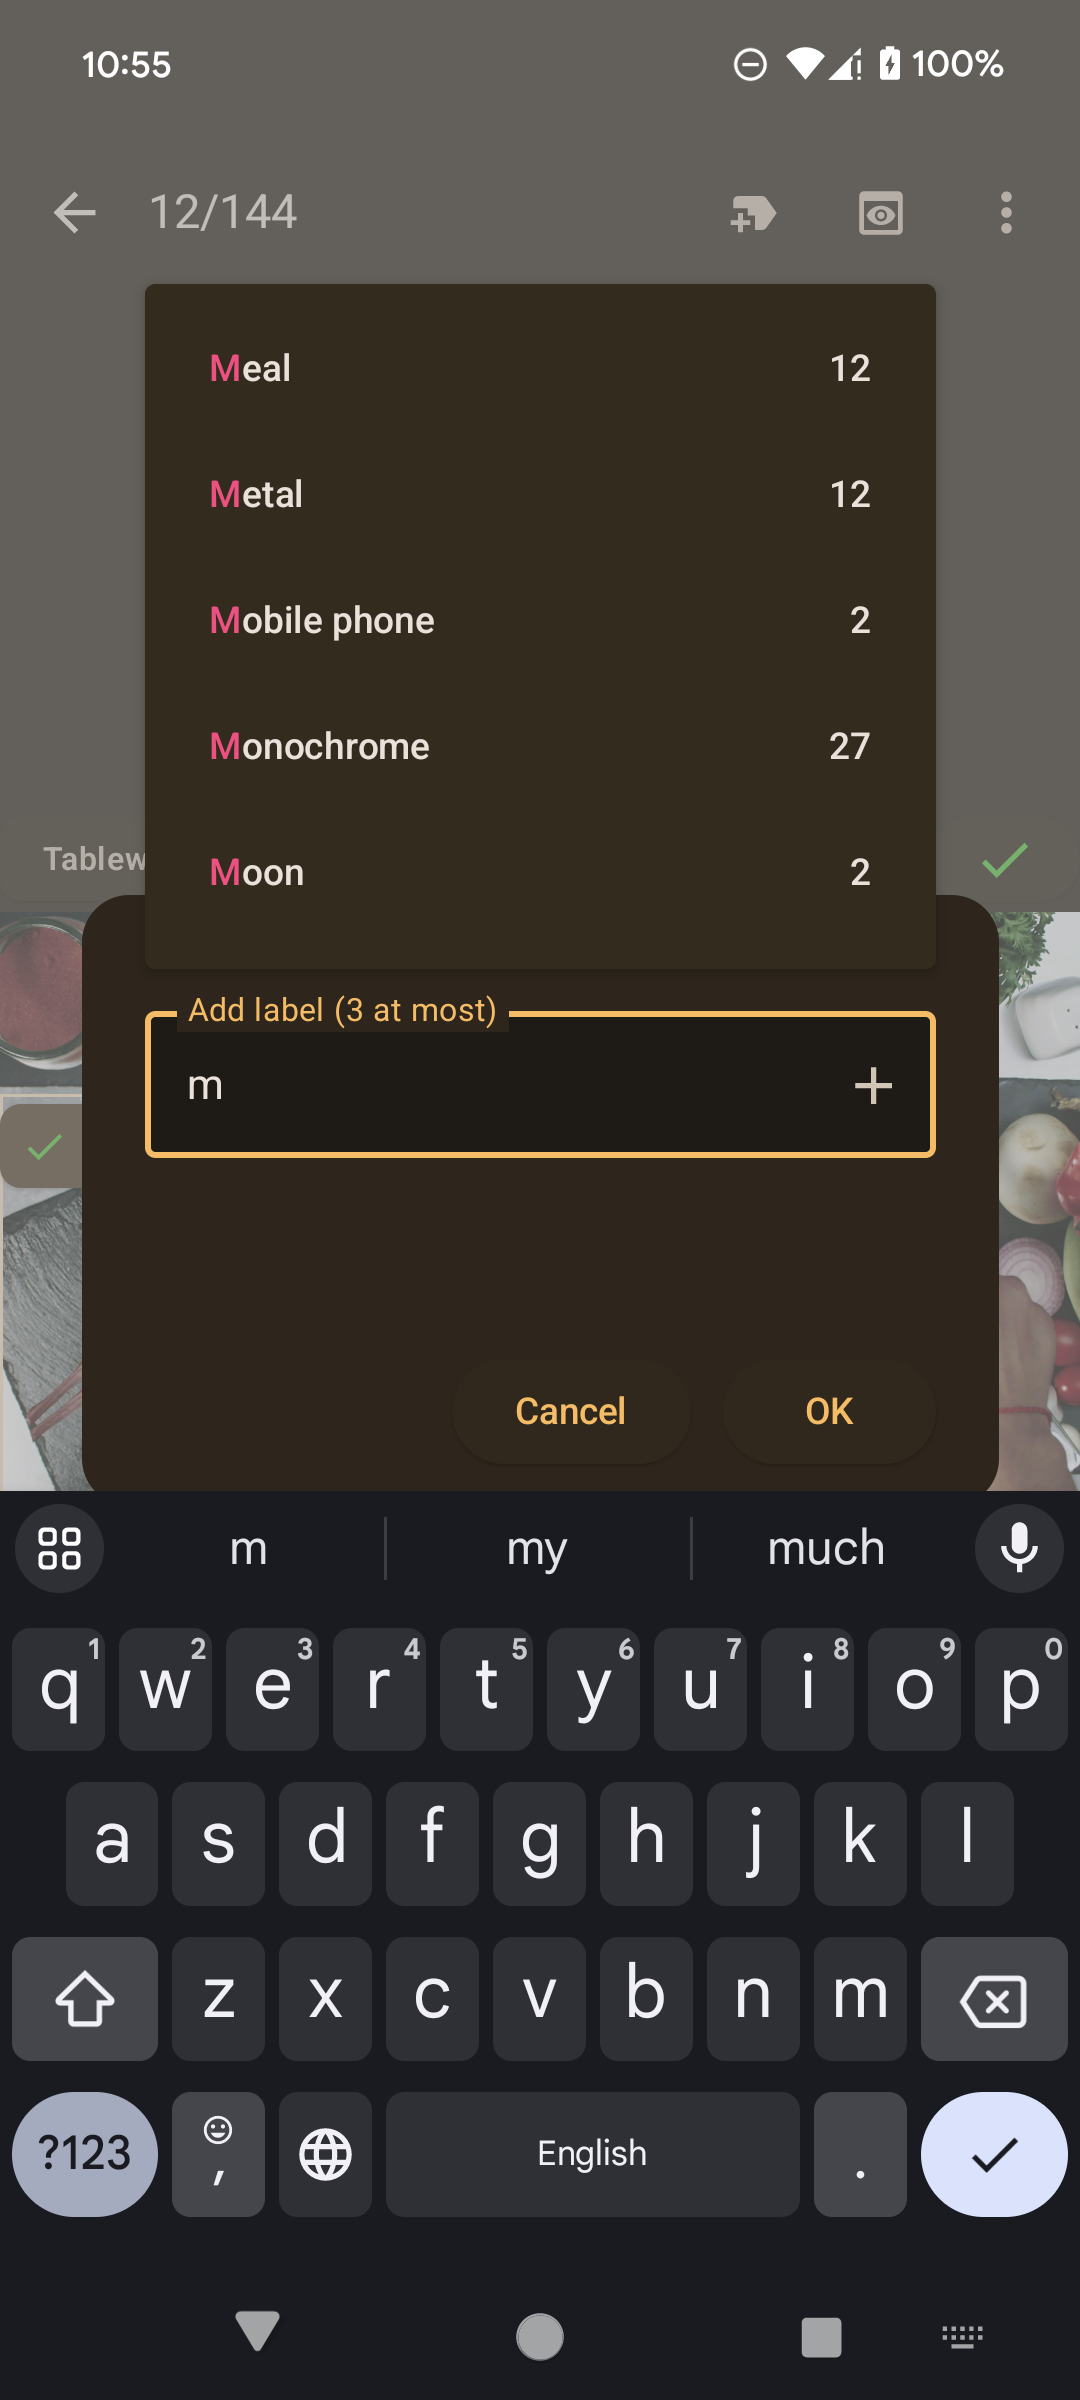 10:55 100%
12/144
Meal 12
Metal 12
Mobile phone 2
Monochrome 27
Moon 2
Tablew
Add label (3 at most)
m
Cancel OK
m my much
q1 w2 e3 r4 t5 y6 u7 i8 o9 p0
a s d f g h j k l
z x c v b n m
?123 , English .